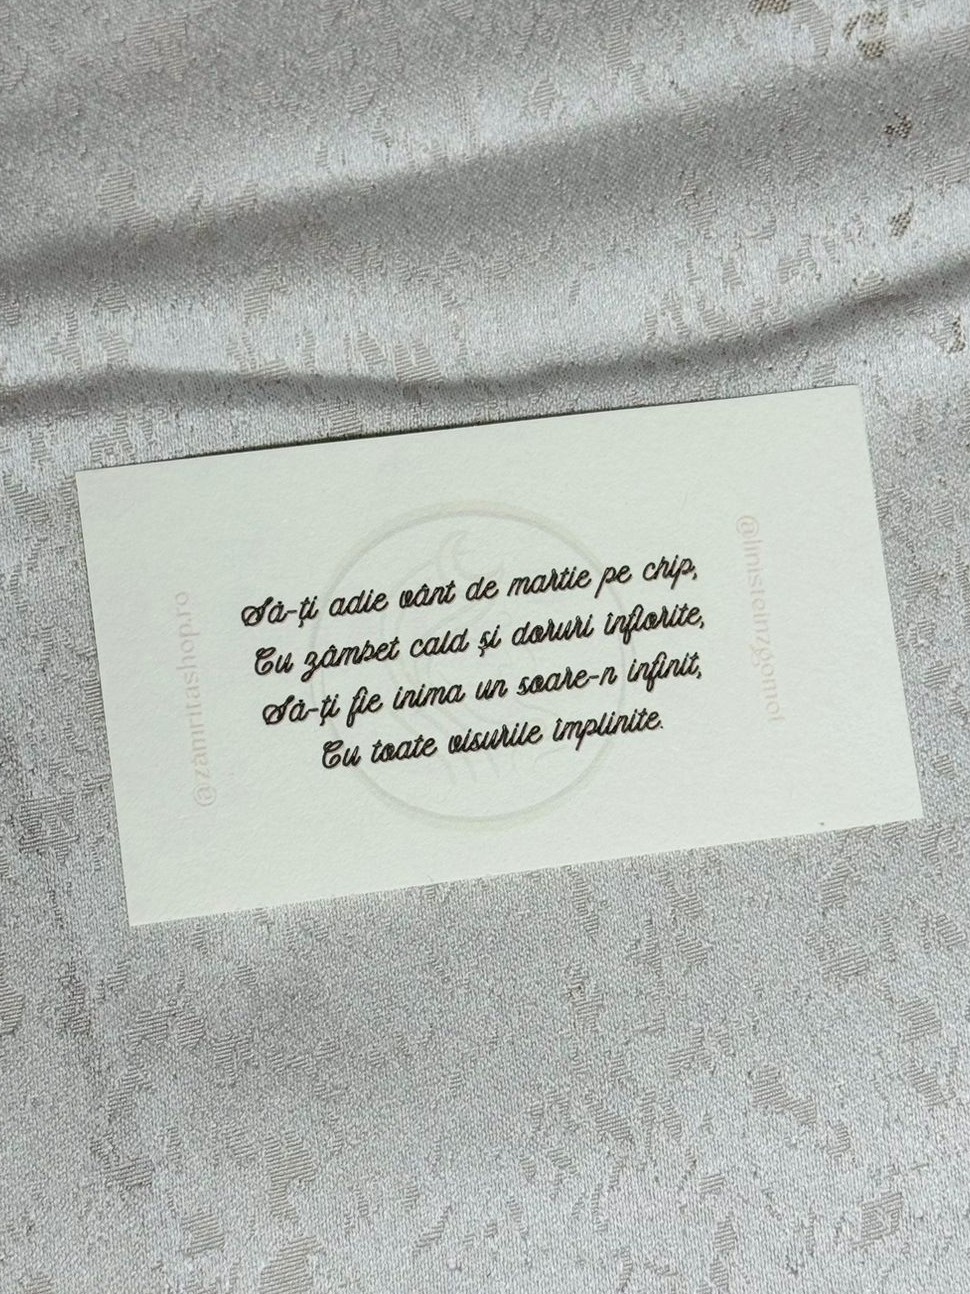 Să-ți adie vânt de martie pe chip,
Cu zâmbet cald și doruri înflorite,
Să-ți fie inima un soare-n infinit,
Cu toate visurile împlinite.
@zamritashop.ro
@linisteinzgomot